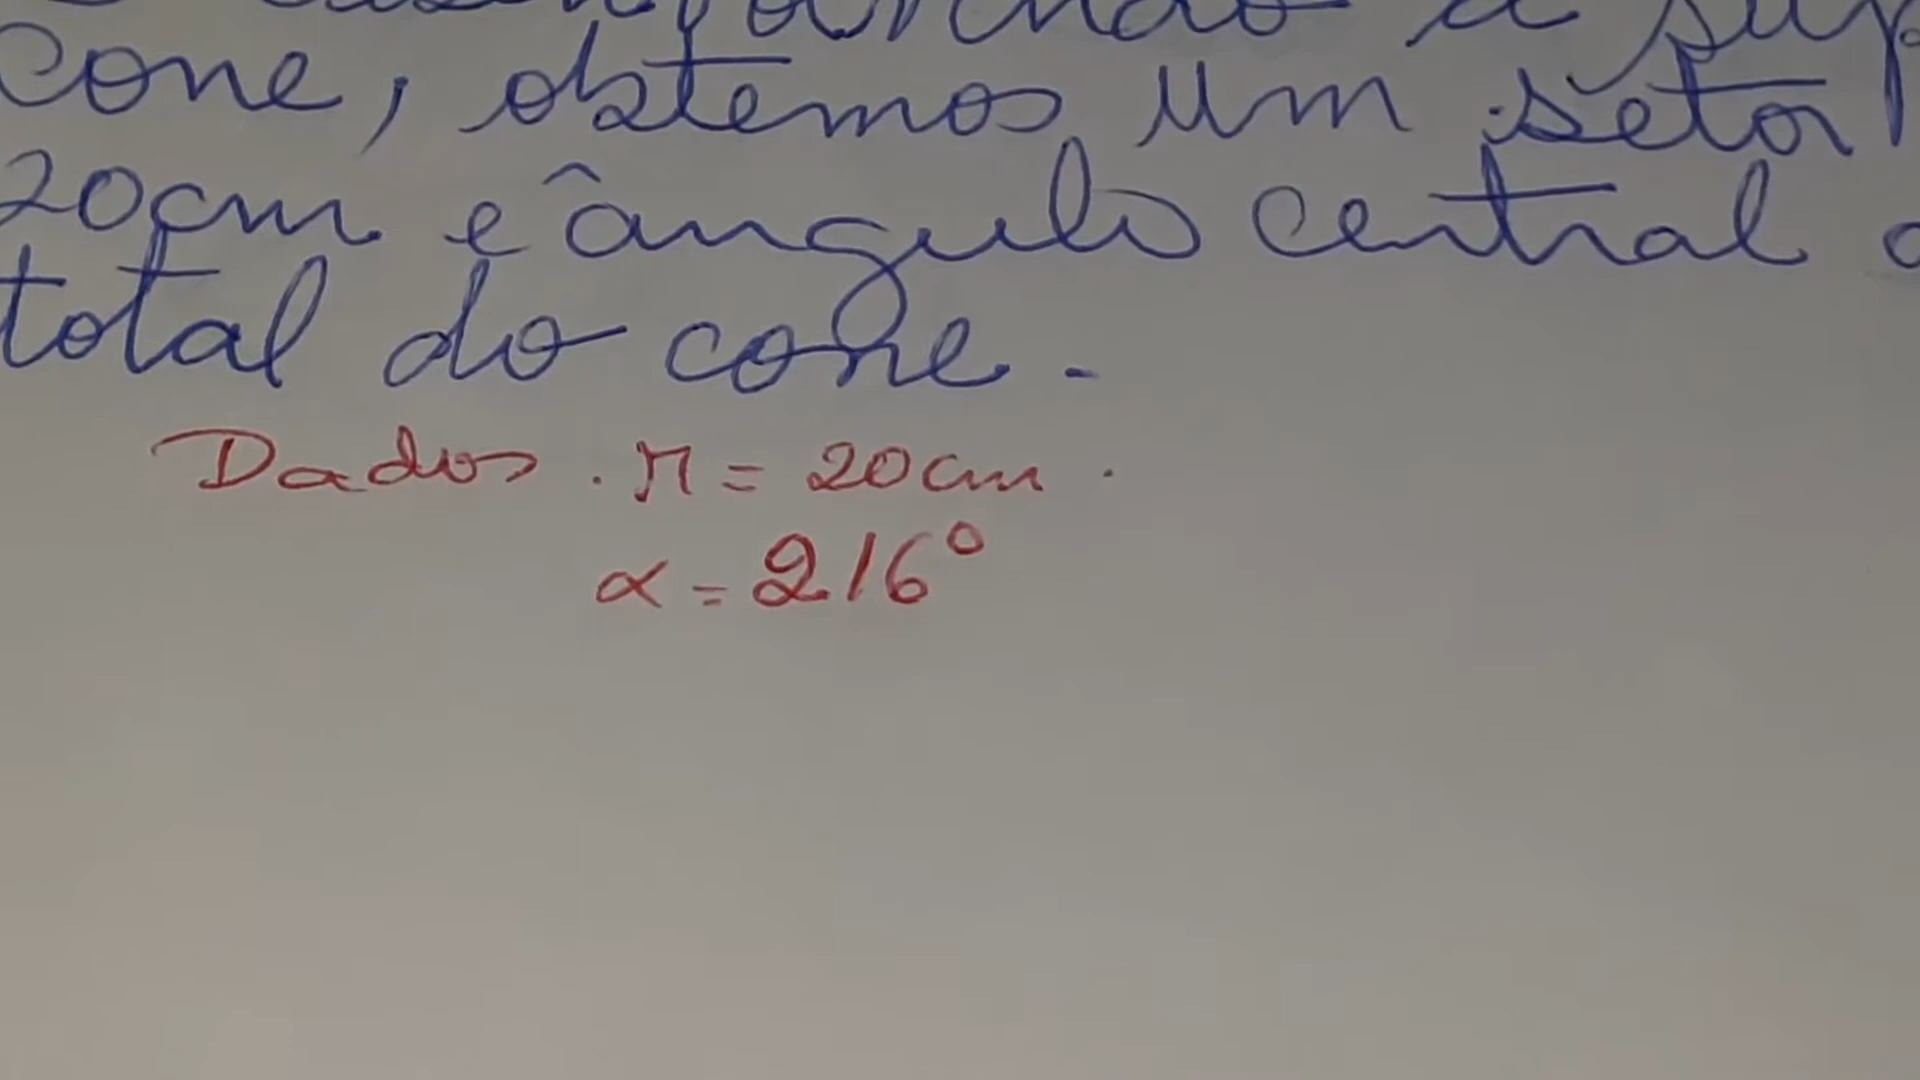 cone, obtemos um setor
20cm e ângulo central
total do cone.
Dados. r = 20cm.
α = 216°